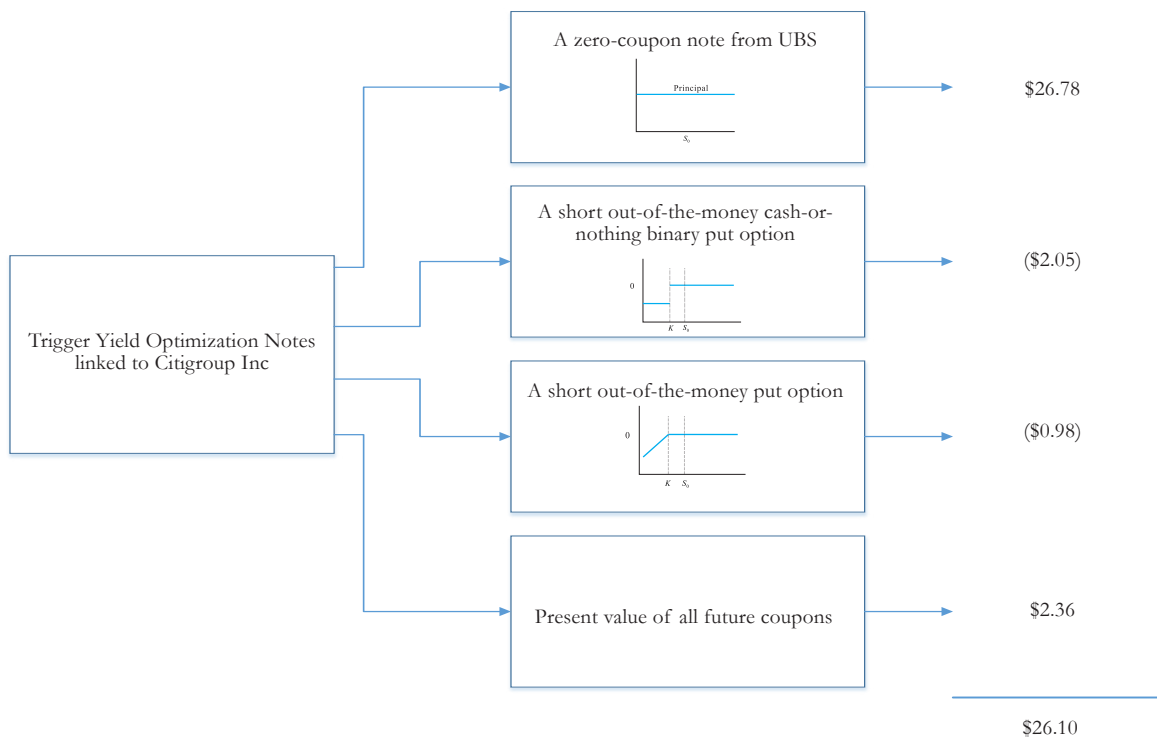 A zero-coupon note from UBS
Principal
S₀
$26.78
A short out-of-the-money cash-or-
nothing binary put option
0
K S₀
($2.05)
Trigger Yield Optimization Notes
linked to Citigroup Inc
A short out-of-the-money put option
0
K S₀
($0.98)
Present value of all future coupons
$2.36
$26.10